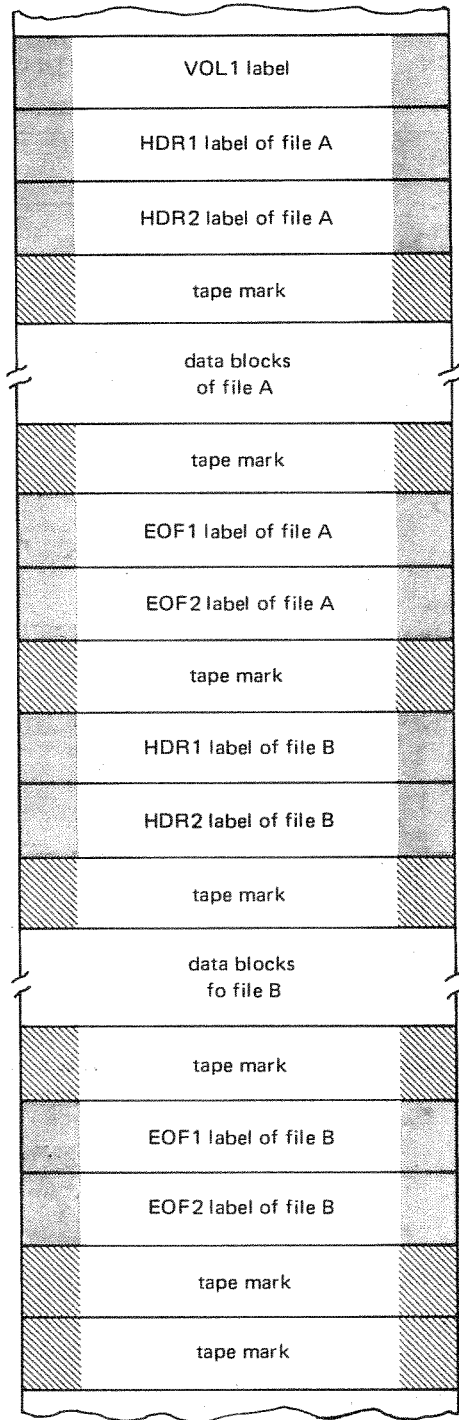 VOL1 label
HDR1 label of file A
HDR2 label of file A
tape mark
data blocks
of file A
tape mark
EOF1 label of file A
EOF2 label of file A
tape mark
HDR1 label of file B
HDR2 label of file B
tape mark
data blocks
fo file B
tape mark
EOF1 label of file B
EOF2 label of file B
tape mark
tape mark